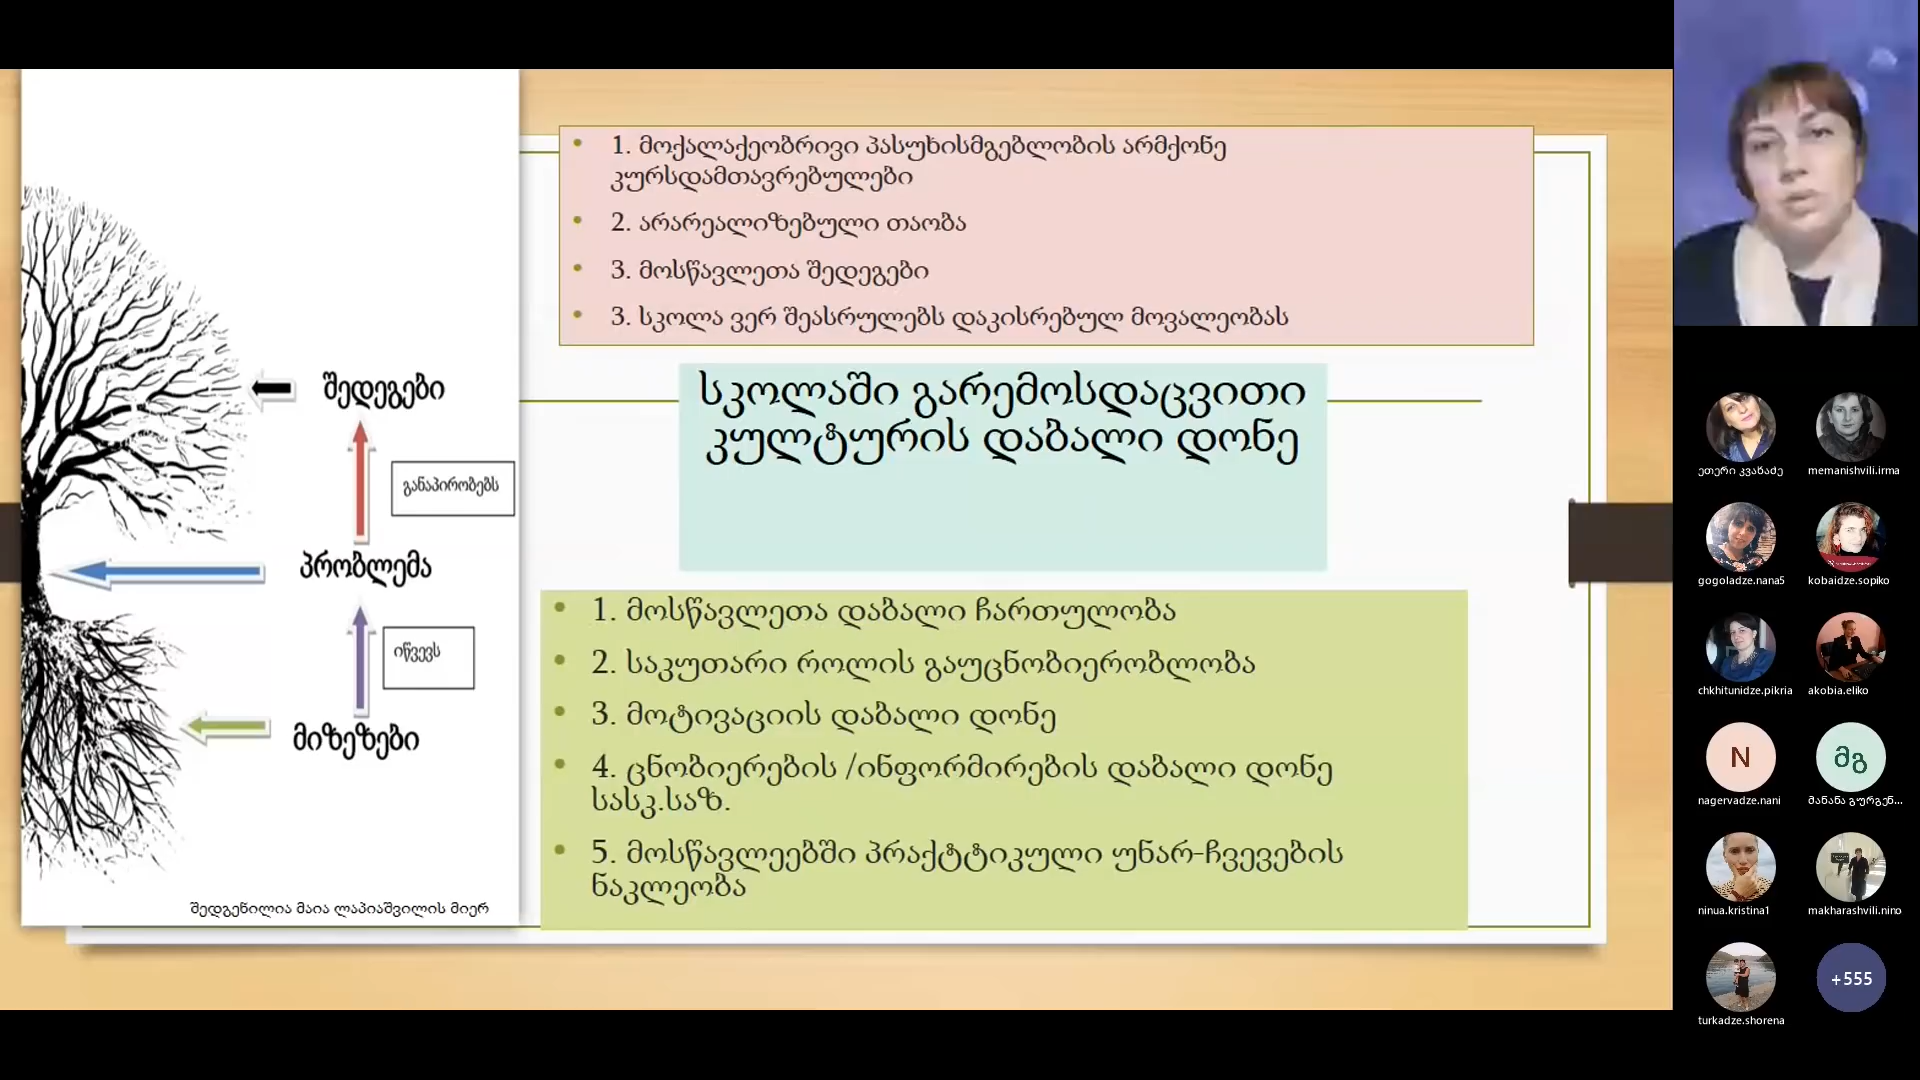 შედეგები
განაპირობებს
პრობლემა
იწვევს
მიზეზები
შედგენილია მაია ლაპიაშვილის მიერ
• 1. მოქალაქეობრივი პასუხისმგებლობის არმქონე
კურსდამთავრებულები
• 2. არარეალიზებული თაობა
• 3. მოსწავლეთა შედეგები
• 3. სკოლა ვერ შეასრულებს დაკისრებულ მოვალეობას
სკოლაში გარემოსდაცვითი
კულტურის დაბალი დონე
• 1. მოსწავლეთა დაბალი ჩართულობა
• 2. საკუთარი როლის გაუცნობიერობლობა
• 3. მოტივაციის დაბალი დონე
• 4. ცნობიერების /ინფორმირების დაბალი დონე
სასკ.საზ.
• 5. მოსწავლეებში პრაქტტიკული უნარ-ჩვევების
ნაკლეობა
ეთერი კვახაძე
memanishvili.irma
gogoladze.nana5
kobaidze.sopiko
chkhitunidze.pikria
akobia.eliko
N
მგ
nagervadze.nani
მანანა გურგენ...
ninua.kristina1
makharashvili.nino
+555
turkadze.shorena